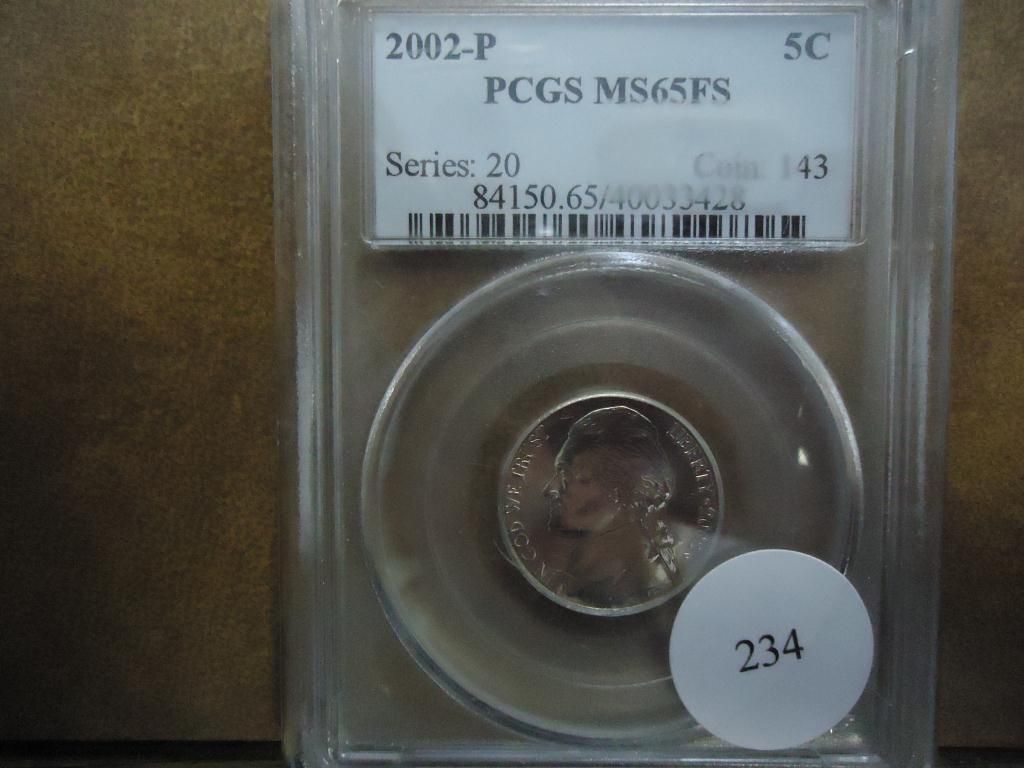 2002-P 5C
PCGS MS65FS
Series: 20 Coin: 143
84150.65/40033428
IN GOD WE TRUST
LIBERTY
234